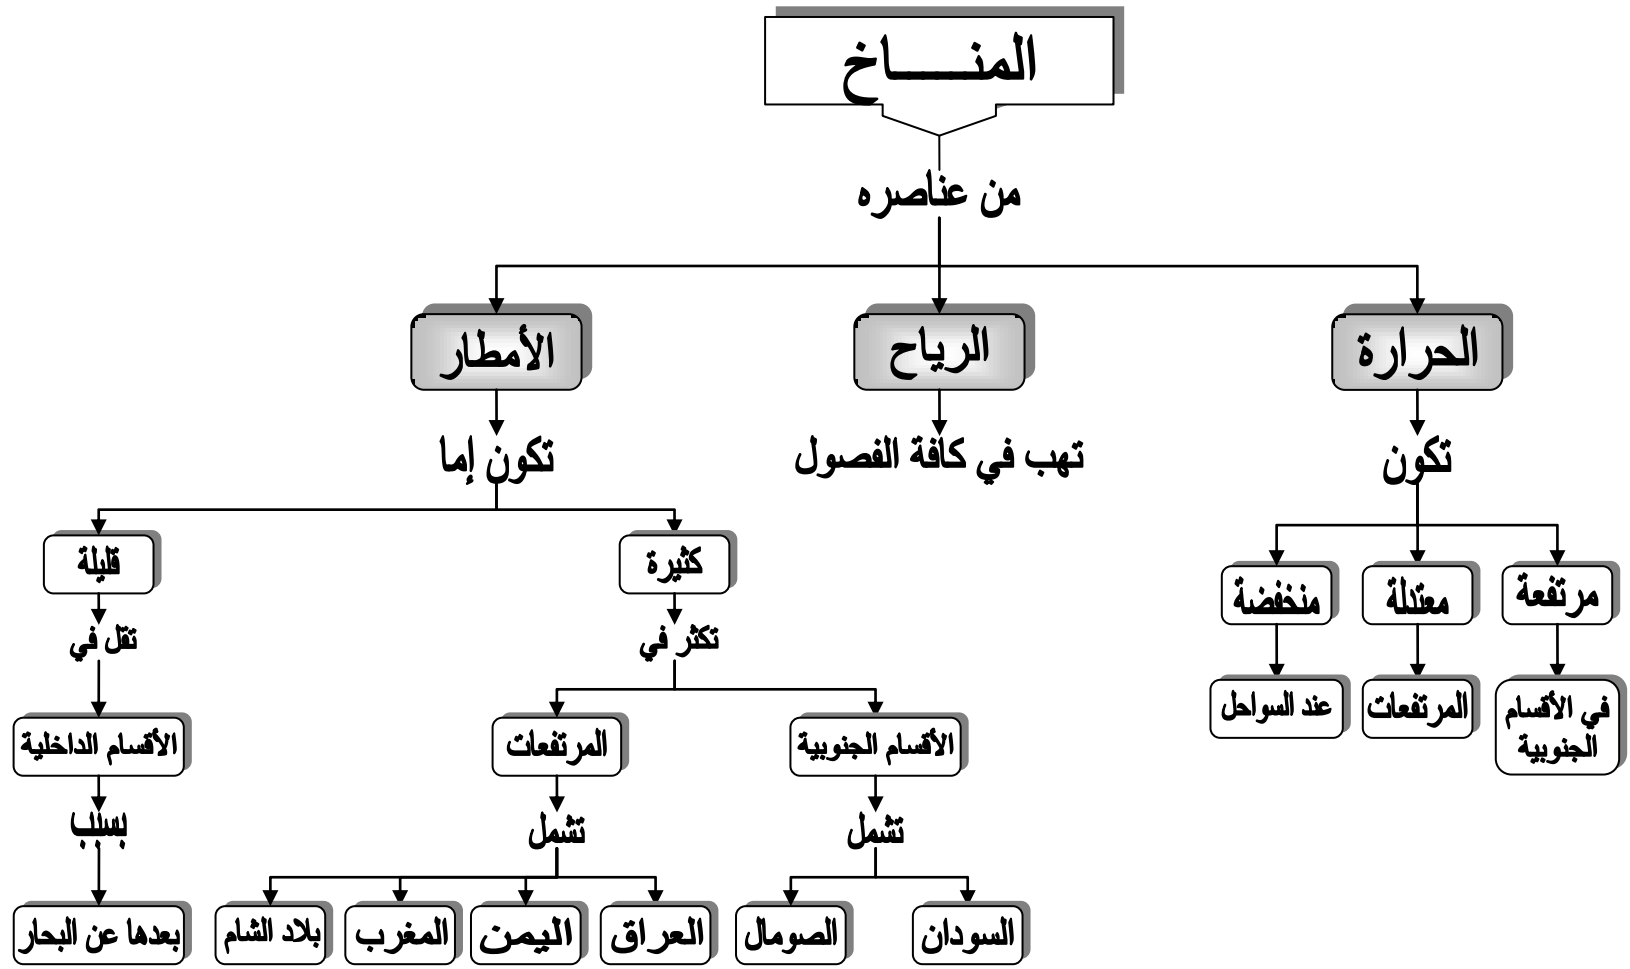 المنـــــاخ
من عناصره
الحرارة
الرياح
الأمطار
تكون
تهب في كافة الفصول
تكون إما
مرتفعة
معتدلة
منخفضة
كثيرة
قليلة
تكثر في
تقل في
في الأقسام
الجنوبية
المرتفعات
عند السواحل
الأقسام الجنوبية
المرتفعات
الأقسام الداخلية
تشمل
تشمل
بسبب
السودان
الصومال
العراق
اليمن
المغرب
بلاد الشام
بعدها عن البحار